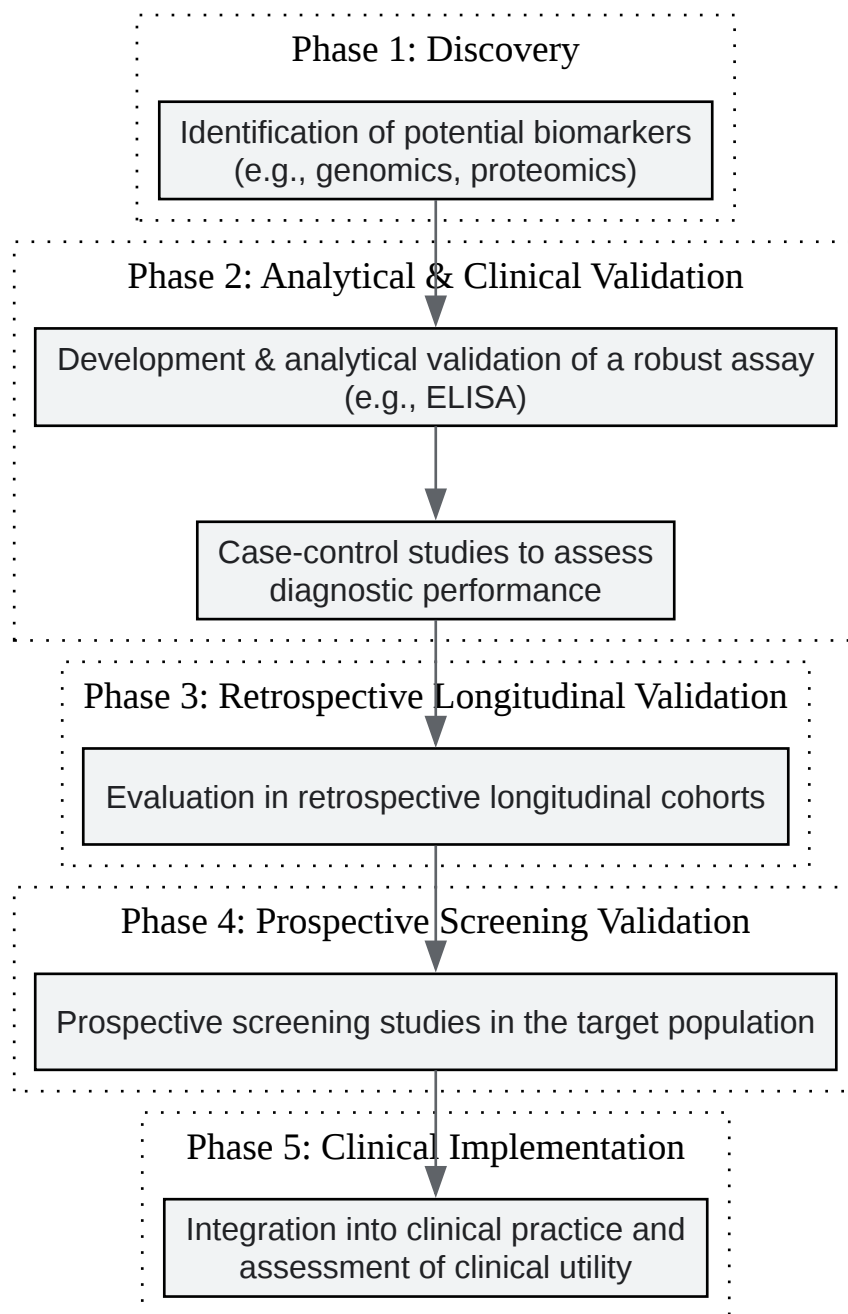 Phase 1: Discovery
Identification of potential biomarkers
(e.g., genomics, proteomics)
Phase 2: Analytical & Clinical Validation
Development & analytical validation of a robust assay
(e.g., ELISA)
Case-control studies to assess
diagnostic performance
Phase 3: Retrospective Longitudinal Validation
Evaluation in retrospective longitudinal cohorts
Phase 4: Prospective Screening Validation
Prospective screening studies in the target population
Phase 5: Clinical Implementation
Integration into clinical practice and
assessment of clinical utility